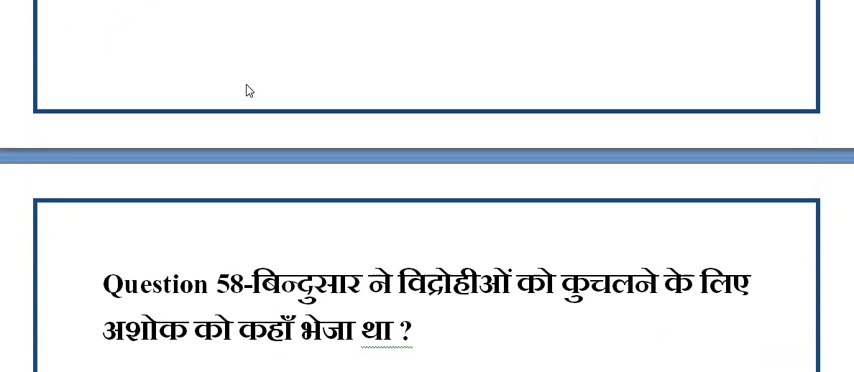 Question 58-बिन्दुसार ने विद्रोहीओं को कुचलने के लिए
अशोक को कहाँ भेजा था ?